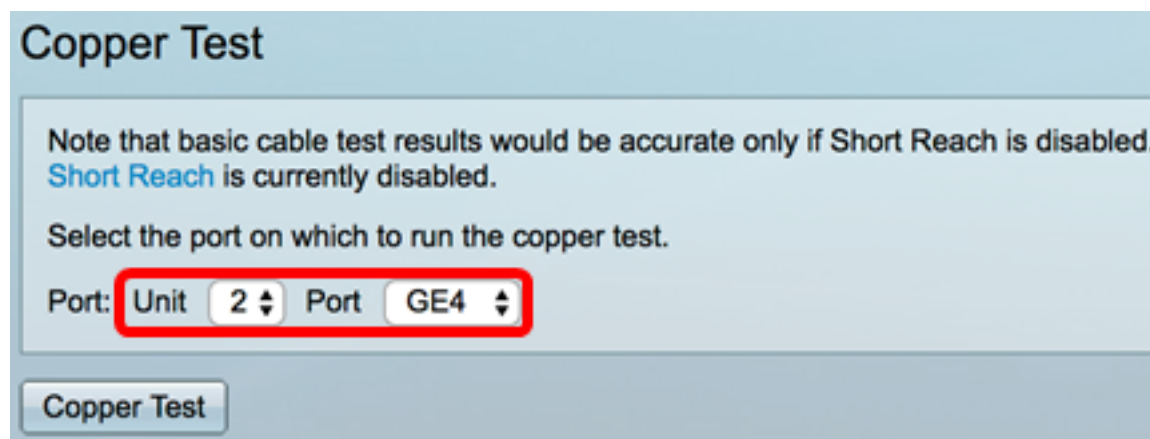 Copper Test
Note that basic cable test results would be accurate only if Short Reach is disabled.
Short Reach is currently disabled.
Select the port on which to run the copper test.
Port: Unit 2 Port GE4
Copper Test